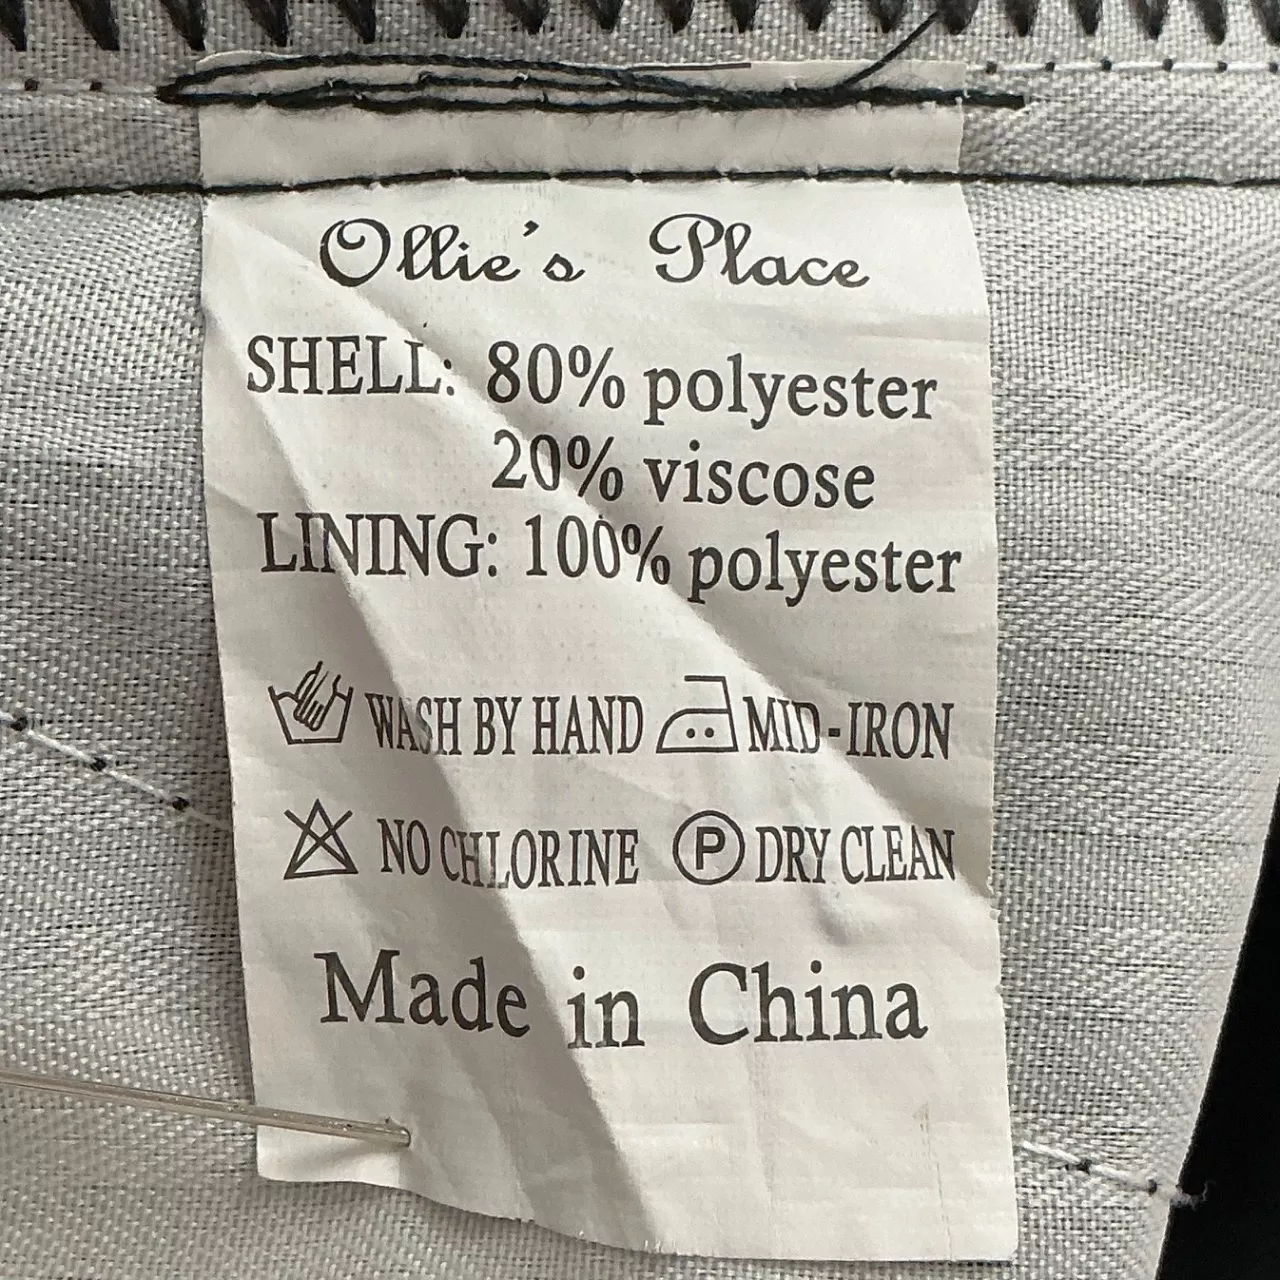 Ollie's Place
SHELL: 80% polyester
20% viscose
LINING: 100% polyester
WASH BY HAND MID-IRON
NO CHLORINE P DRY CLEAN
Made in China